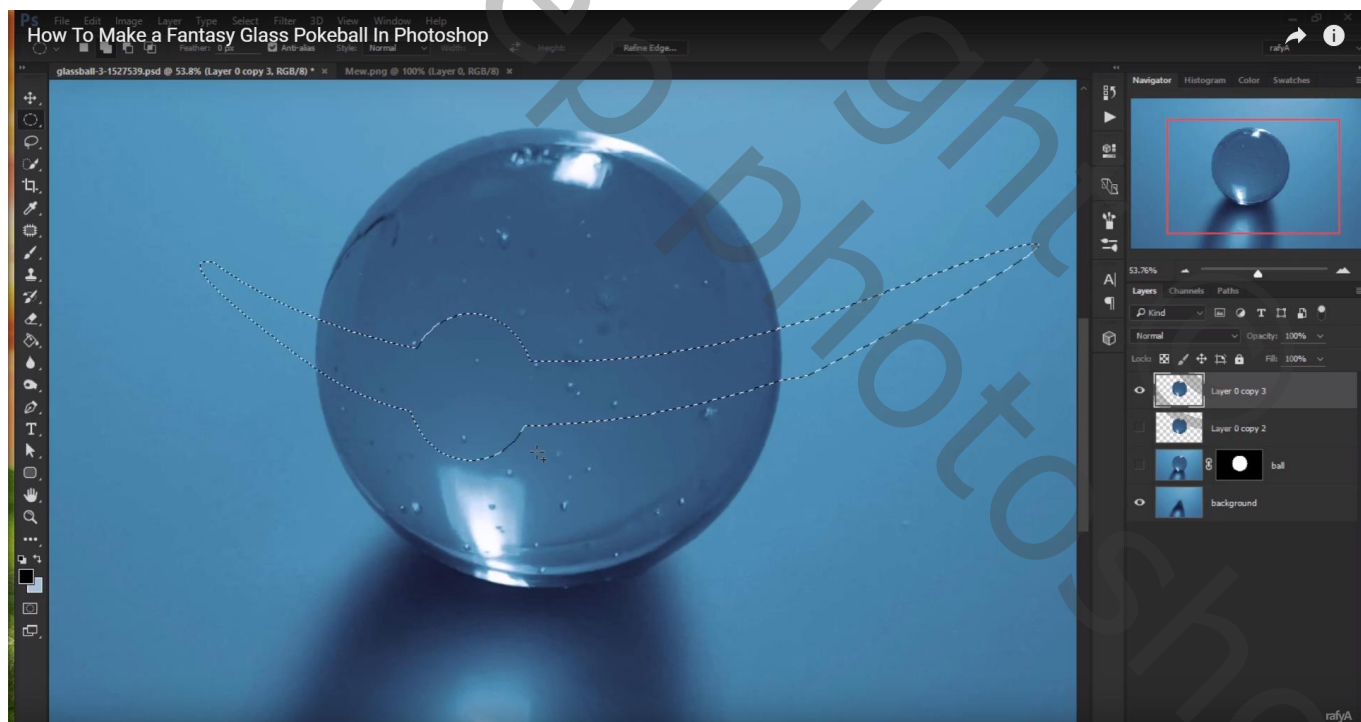 Ps File Edit Image Layer Type Select Filter 3D View Window Help
How To Make a Fantasy Glass Pokeball In Photoshop
Feather: 0 px Anti-alias Style: Normal Width: Height: Refine Edge... rafyA
glassball-3-1527539.psd @ 53.8% (Layer 0 copy 3, RGB/8) * × Mew.png @ 100% (Layer 0, RGB/8) ×
Navigator Histogram Color Swatches
53.76%
Layers Channels Paths
Kind
Normal Opacity: 100%
Lock: Fill: 100%
Layer 0 copy 3
Layer 0 copy 2
ball
background
rafyA